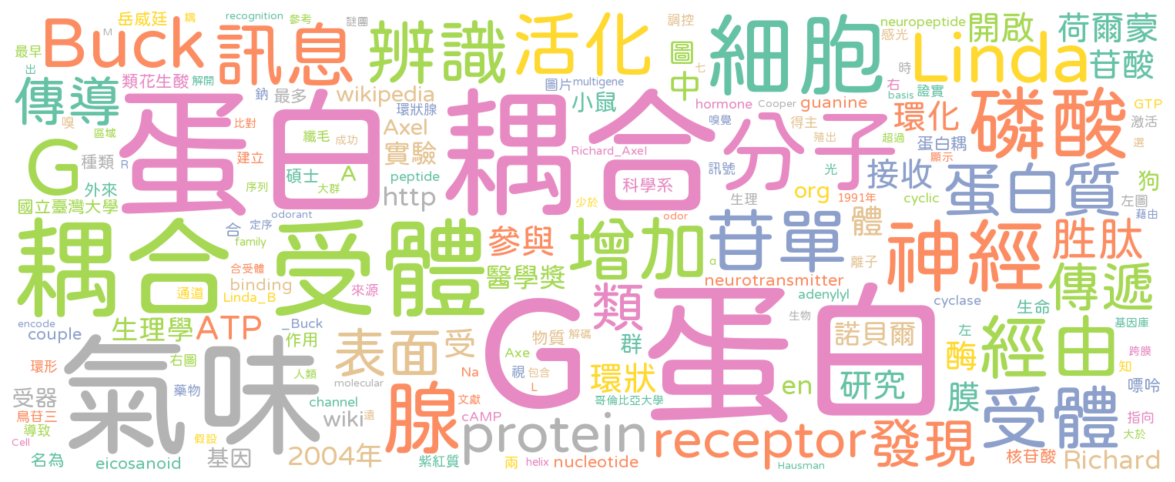 M
岳威廷
嗅
Buck
訊息
辨識
活化
調控
圖中
細胞
recognition
參考
謎團
neuropeptide
感光
開啟
荷爾蒙
Linda
苷酸
最早
出
傳導
類花生酸
解開
鈉
最多
wikipedia
環狀腺
圖片
multigene
小鼠
七
hormone
Cooper
guanine
basis
證實
時
右
環化
磷酸
GTP
激活
選
嗅
區域
比對
蛋白
耦合
纖毛
成功
Axel
實驗
Richard_Axel
分子
嗅覺
得主
殖出
超過
蛋白耦
顯示
G
種類
R
建立
碩士
A
大群
序列
peptide
http
科學系
訊號
光
org
1991年
接收
蛋白質
狗
左圖
藉由
外來
國立臺灣大學
合
定序
odorant
少於
odor
生理
cyclic
耦合受體
family
合受體
通道
Linda_B
來源
binding
參與
醫學獎
增加
苷單
體
離子
神經
胜肽
neurotransmitter
adenylyl
傳遞
a
encode
couple
生理學
ATP
_Buck
作用
類
群
G蛋白
物質
解碼
生物
諾貝爾
cyclase
生命
經由
基因庫
跨膜
知
左
酶
環形
右圖
氣味
人類
表面
受
molecular
Axe
視
包含
L
環狀
哥倫比亞大學
en
研究
膜
嘌呤
受體
指向
大於
受器
鳥苷三
藥物
導致
Cell
假設
channel
wiki
遠
腺
Na
文獻
cAMP
protein
receptor
發現
名為
eicosanoid
基因
2004年
紫紅質
兩
helix
nucleotide
Hausman
核苷酸
Richard